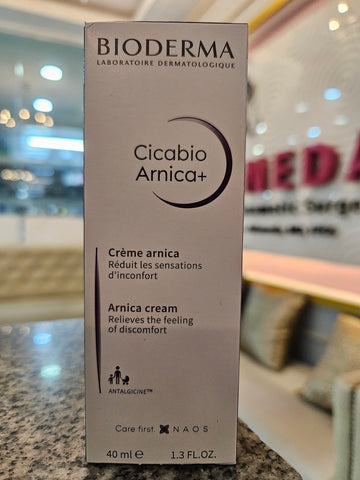 BIODERMA
LABORATOIRE DERMATOLOGIQUE
Cicabio
Arnica+
Crème arnica
Réduit les sensations
d'inconfort
Arnica cream
Relieves the feeling
of discomfort
ANTALGICINE™
Care first. NAOS
40 ml ℮ 1.3 FL.OZ.
MEDA